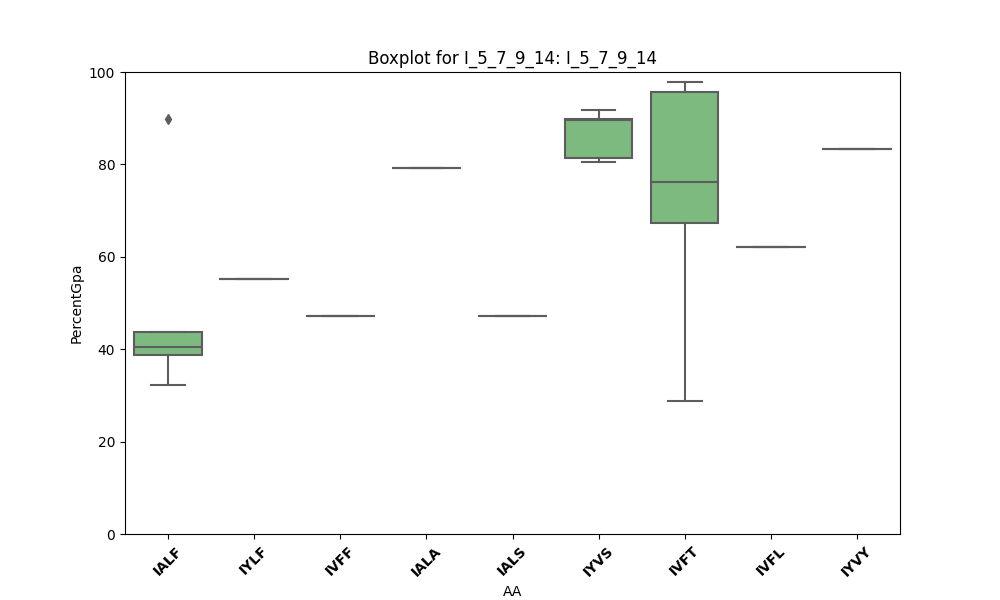 Boxplot for I_5_7_9_14: I_5_7_9_14
100
80
60
40
20
0
PercentGpa
IALF
IYLF
IVFF
IALA
IALS
IYVS
IVFT
IVFL
IYVY
AA